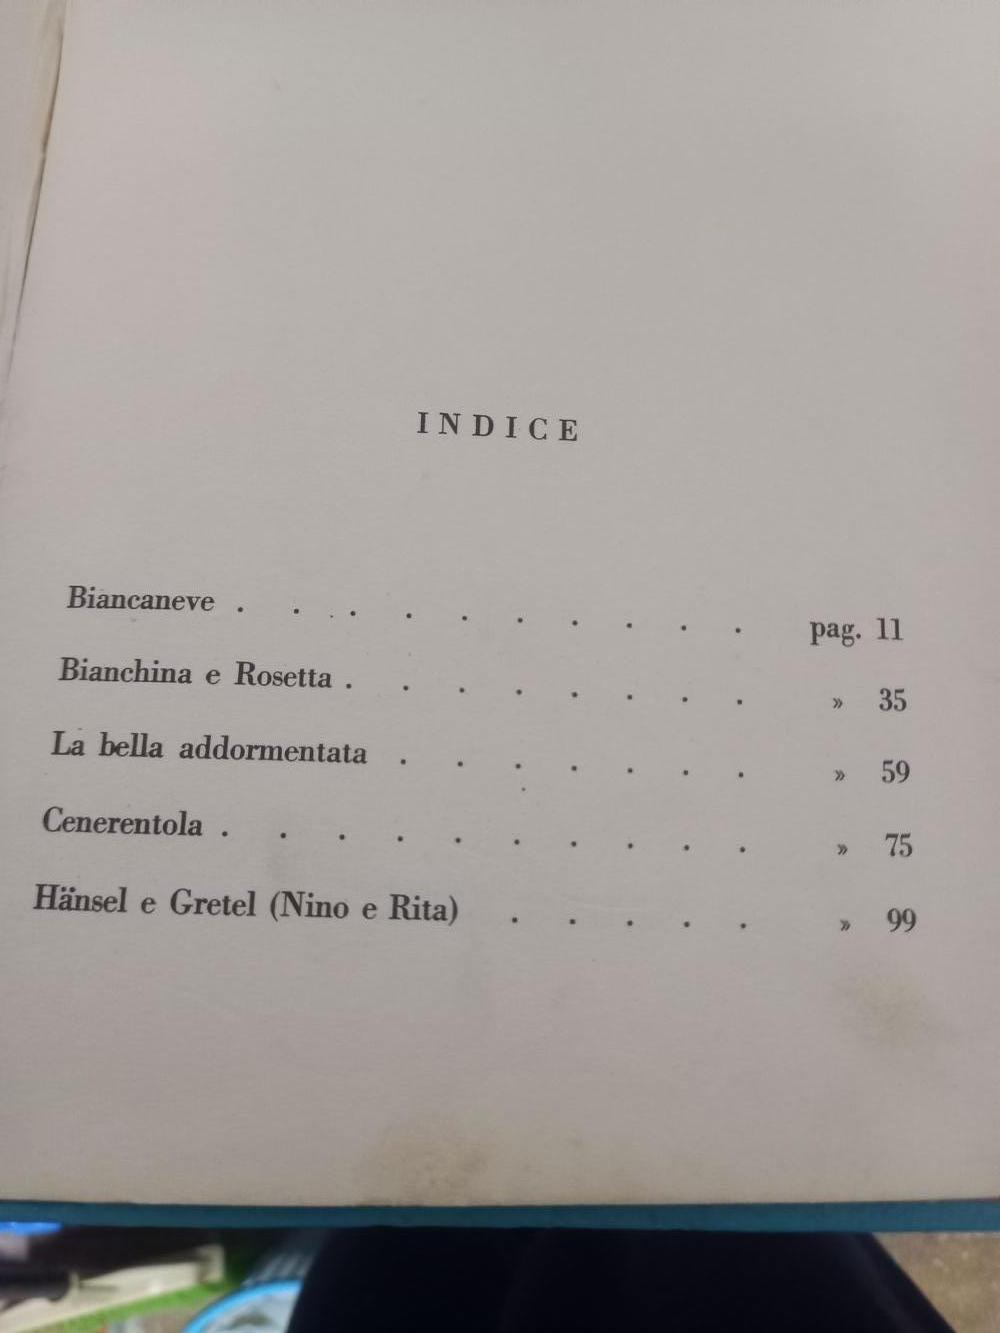 INDICE
Biancaneve . . . . . . . . . . pag. 11
Bianchina e Rosetta . . . . . . . . » 35
La bella addormentata . . . . . . . » 59
Cenerentola . . . . . . . . . . » 75
Hänsel e Gretel (Nino e Rita) . . . . . » 99